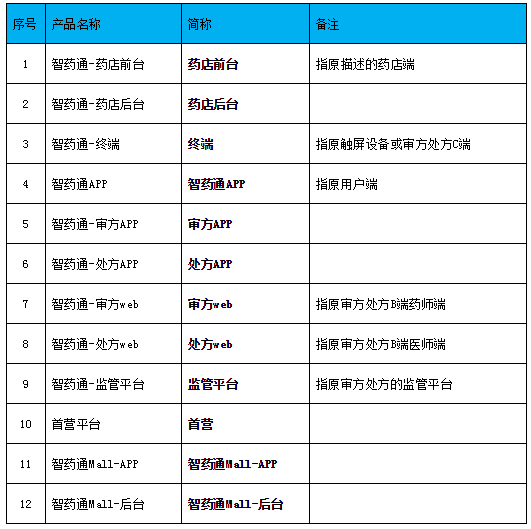 序号 产品名称 简称 备注
1 智药通-药店前台 药店前台 指原描述的药店端
2 智药通-药店后台 药店后台
3 智药通-终端 终端 指原触屏设备或审方处方C端
4 智药通APP 智药通APP 指原用户端
5 智药通-审方APP 审方APP
6 智药通-处方APP 处方APP
7 智药通-审方web 审方web 指原审方处方B端药师端
8 智药通-处方web 处方web 指原审方处方B端医师端
9 智药通-监管平台 监管平台 指原审方处方的监管平台
10 首营平台 首营
11 智药通Mall-APP 智药通Mall-APP
12 智药通Mall-后台 智药通Mall-后台